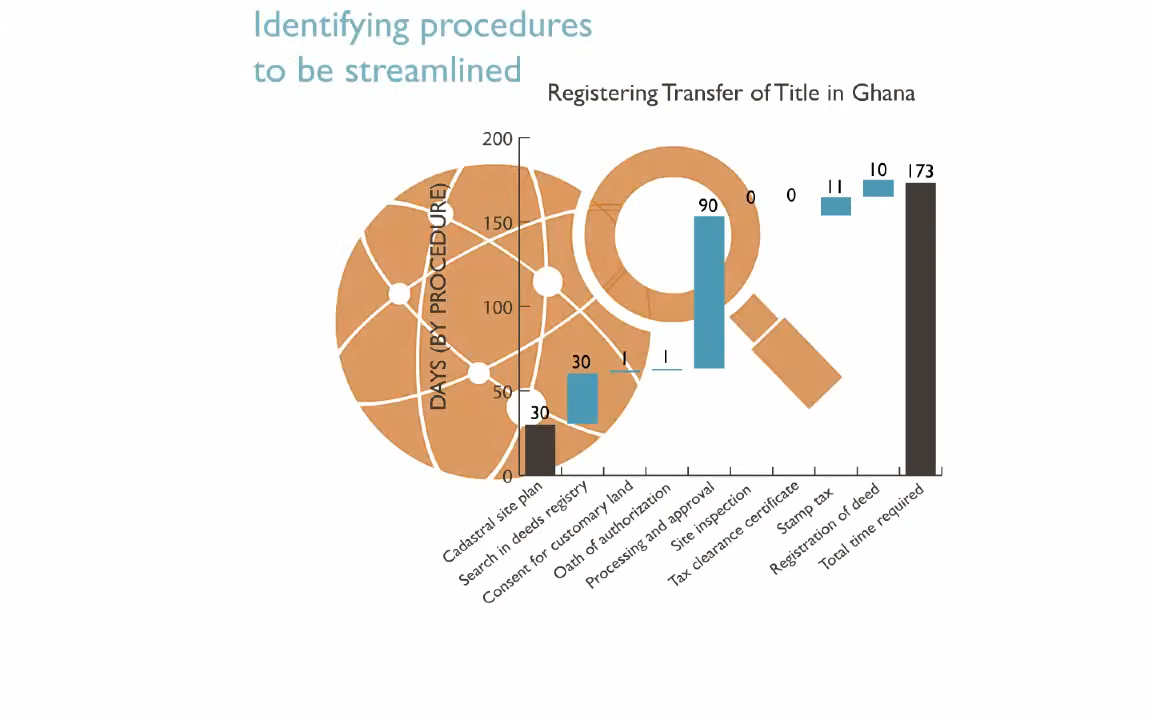 Identifying procedures
to be streamlined
Registering Transfer of Title in Ghana
DAYS (BY PROCEDURE)
200
150
100
50
0
30
30
1
1
90
0
0
11
10
173
Cadastral site plan
Search in deeds registry
Consent for customary land
Oath of authorization
Processing and approval
Site inspection
Tax clearance certificate
Stamp tax
Registration of deed
Total time required